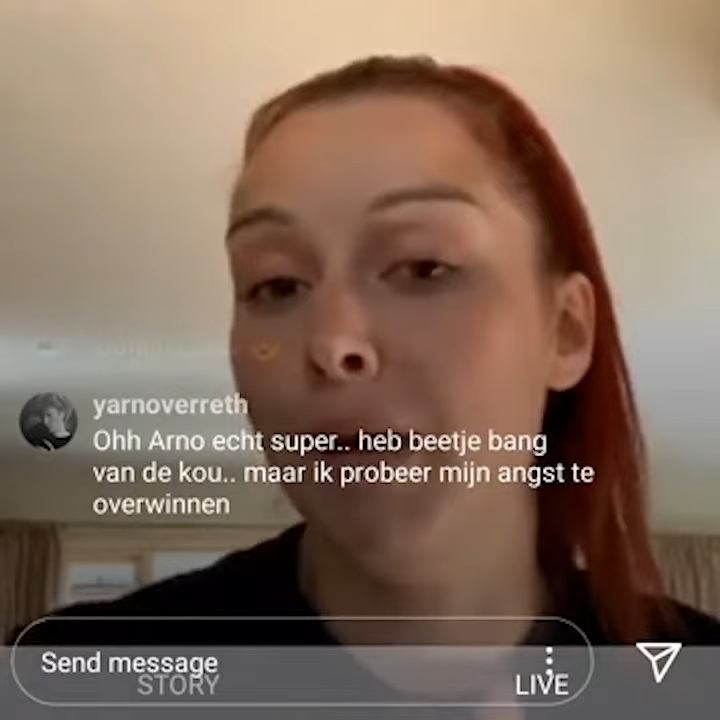 yarnoverreth
Ohh Arno echt super.. heb beetje bang
van de kou.. maar ik probeer mijn angst te
overwinnen
Send message
STORY
LIVE